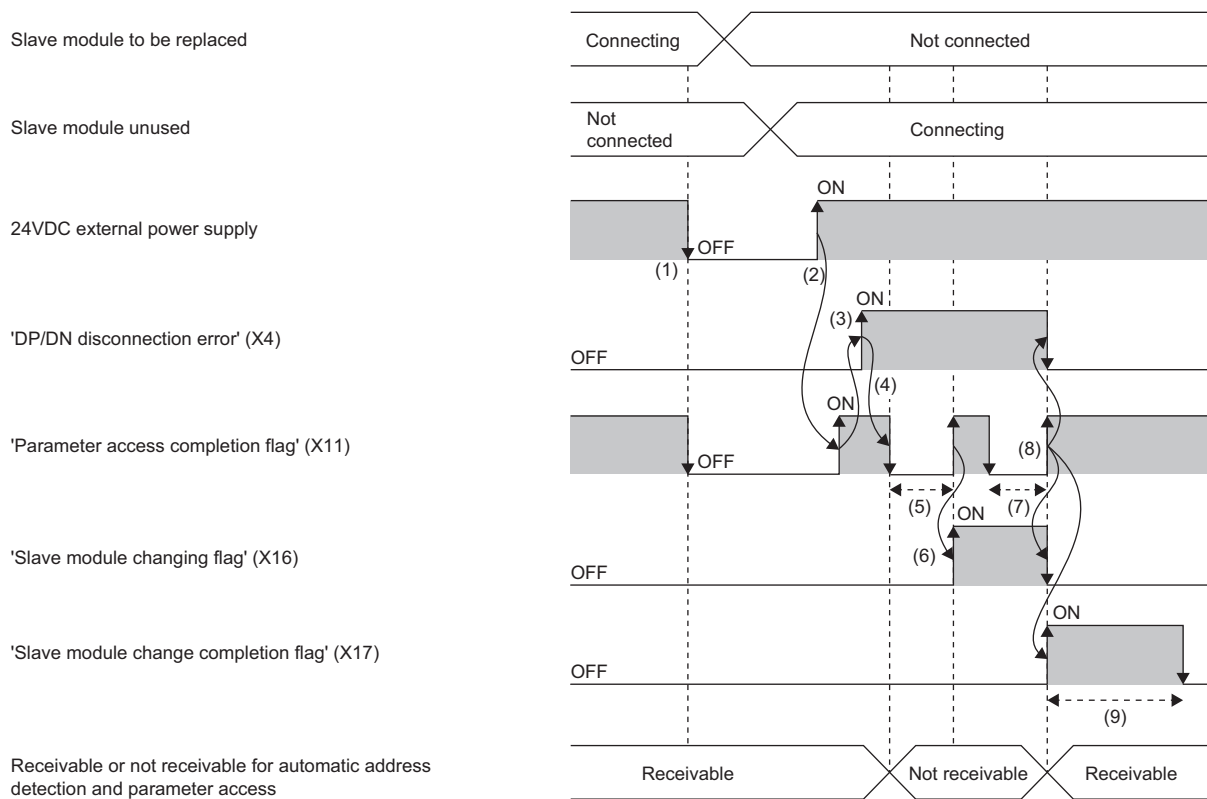 Slave module to be replaced
Connecting
Not connected
Slave module unused
Not
connected
Connecting
24VDC external power supply
ON
OFF
(1)
(2)
'DP/DN disconnection error' (X4)
ON
(3)
OFF
(4)
'Parameter access completion flag' (X11)
ON
OFF
(8)
(5)
(7)
'Slave module changing flag' (X16)
ON
(6)
OFF
'Slave module change completion flag' (X17)
ON
OFF
(9)
Receivable or not receivable for automatic address
detection and parameter access
Receivable
Not receivable
Receivable